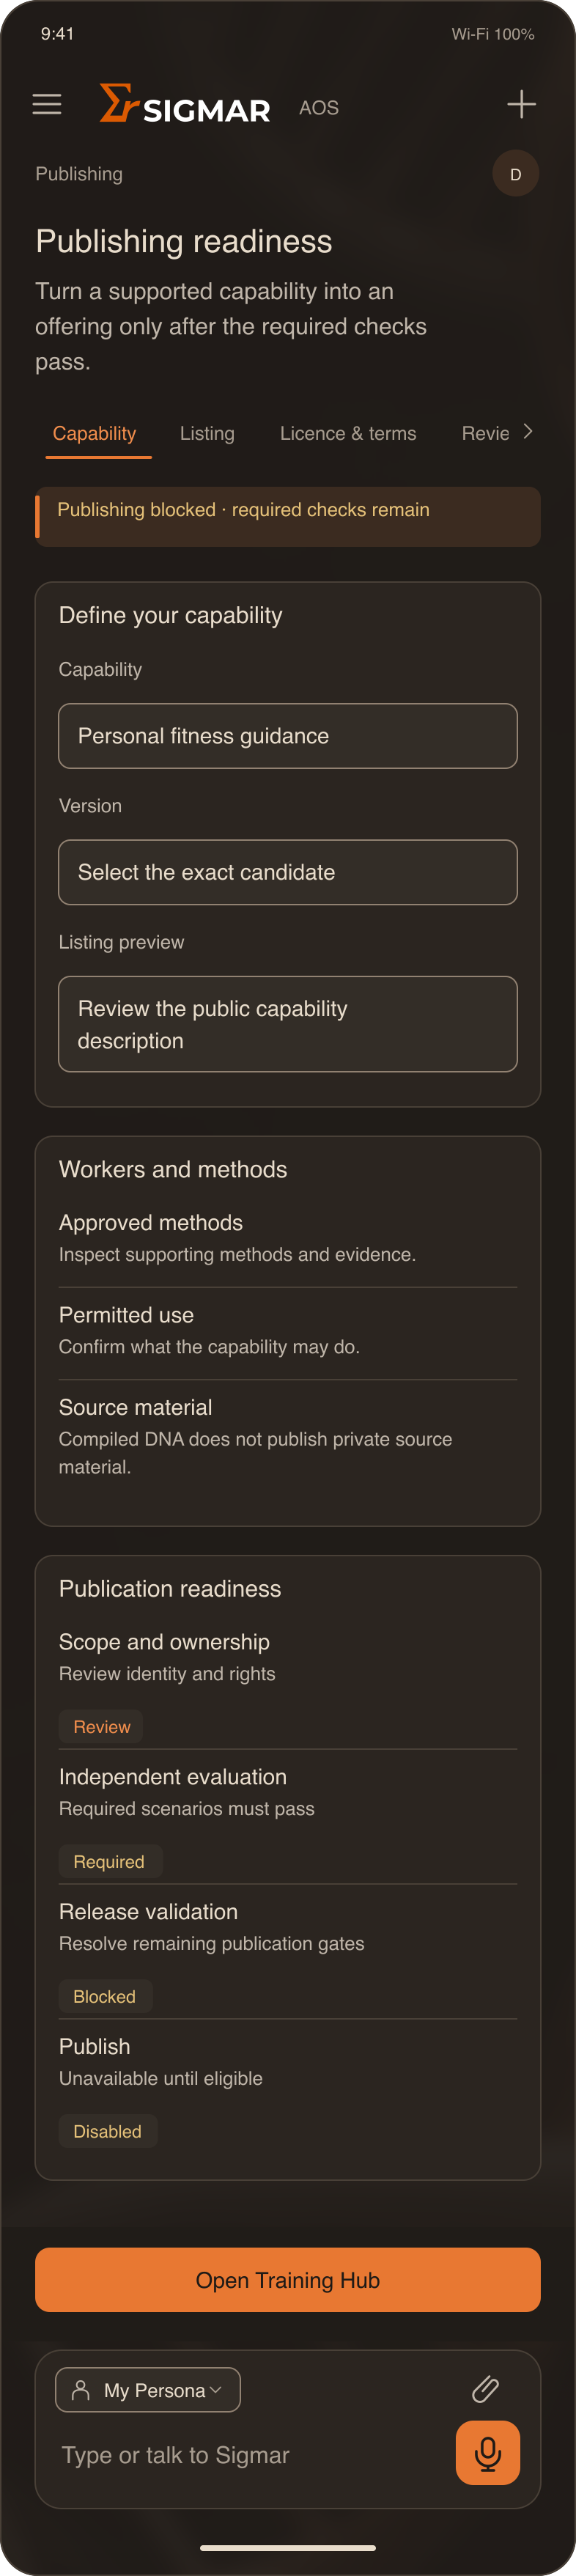 9:41
Wi-Fi 100%
Σr SIGMAR
AOS
Publishing
D
Publishing readiness
Turn a supported capability into an
offering only after the required checks
pass.
Capability
Listing
Licence & terms
Revie
Publishing blocked · required checks remain
Define your capability
Capability
Personal fitness guidance
Version
Select the exact candidate
Listing preview
Review the public capability
description
Workers and methods
Approved methods
Inspect supporting methods and evidence.
Permitted use
Confirm what the capability may do.
Source material
Compiled DNA does not publish private source
material.
Publication readiness
Scope and ownership
Review identity and rights
Review
Independent evaluation
Required scenarios must pass
Required
Release validation
Resolve remaining publication gates
Blocked
Publish
Unavailable until eligible
Disabled
Open Training Hub
My Persona
Type or talk to Sigmar